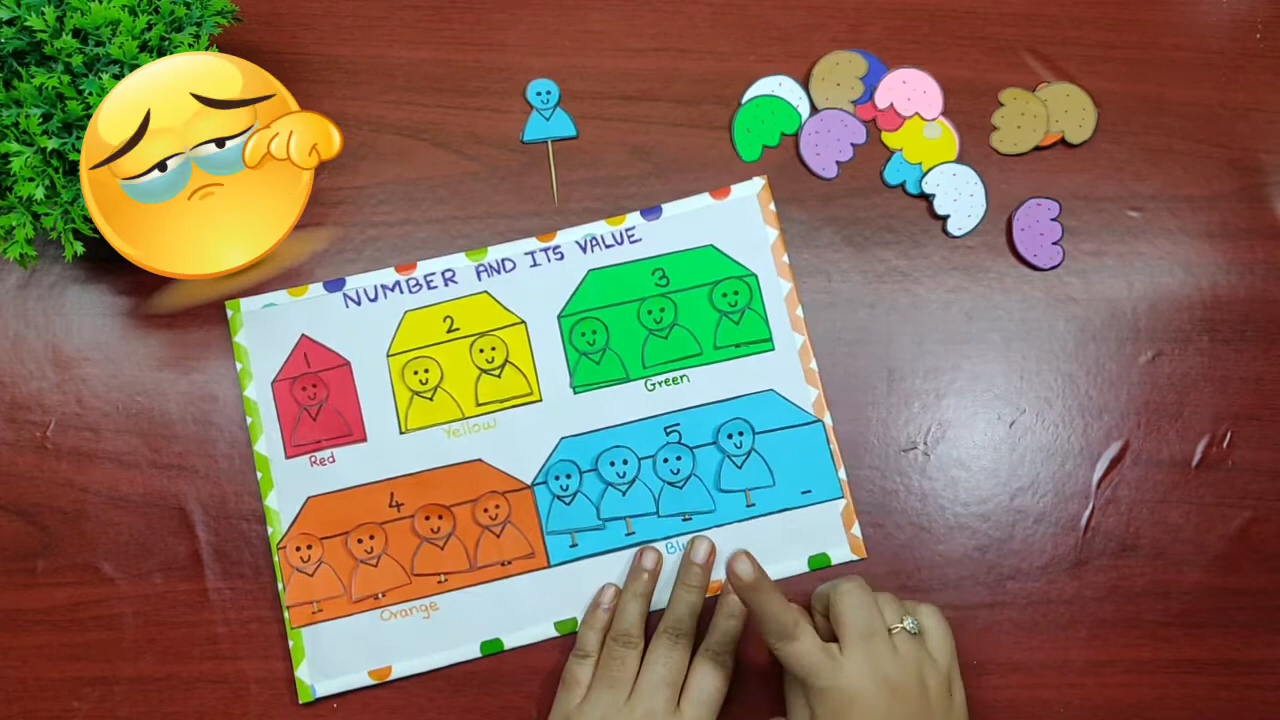 NUMBER AND ITS VALUE
1
2
3
Red
Yellow
Green
4
5
Orange